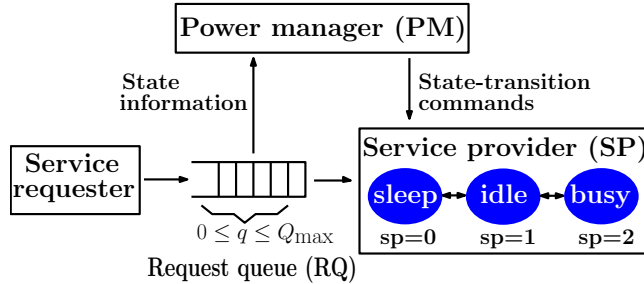 Power manager (PM)
State
information
State-transition
commands
Service
requester
Service provider (SP)
sleep
idle
busy
sp=0
sp=1
sp=2
0 ≤ q ≤ Qmax
Request queue (RQ)